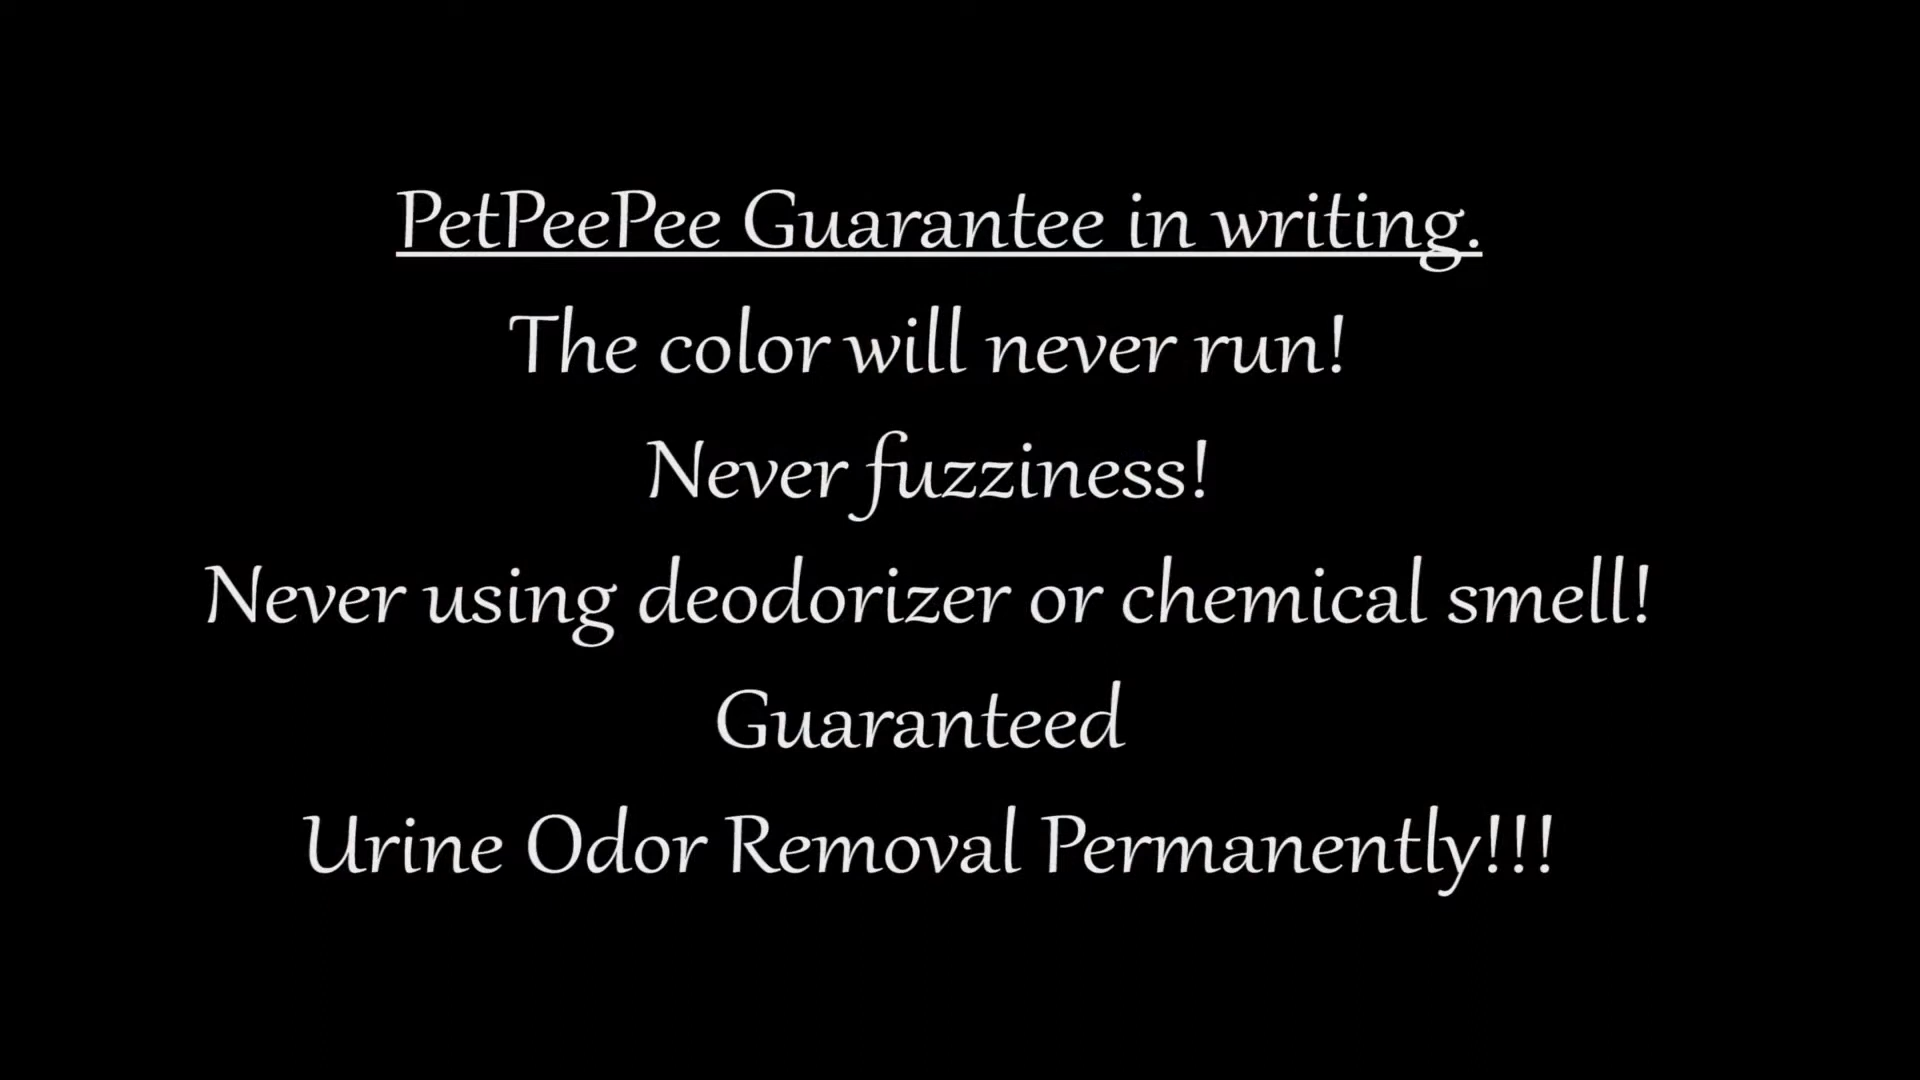 PetPeePee Guarantee in writing.
The color will never run!
Never fuzziness!
Never using deodorizer or chemical smell!
Guaranteed
Urine Odor Removal Permanently!!!